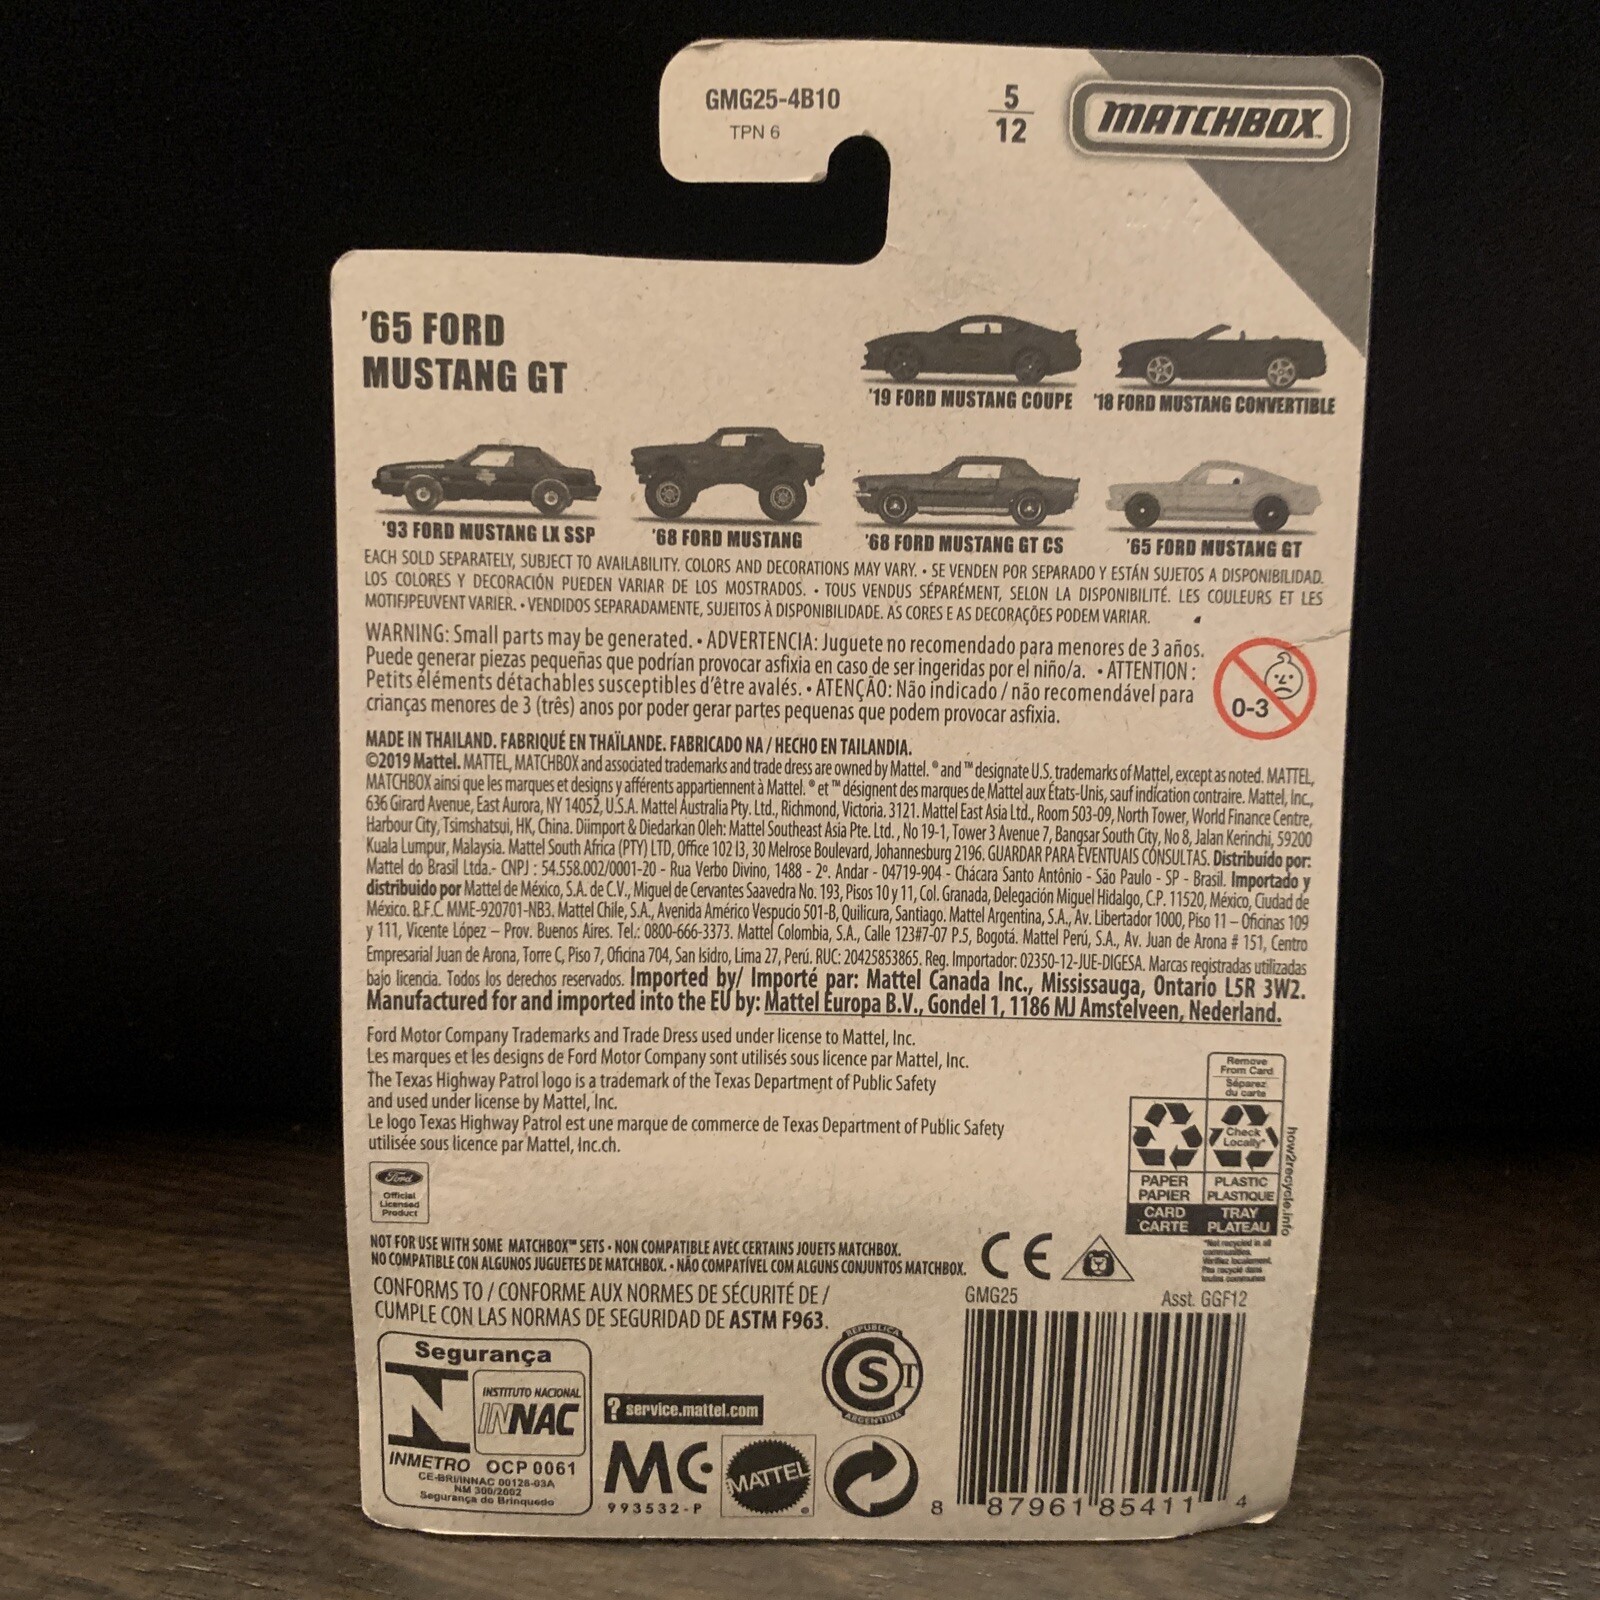 GMG25-4B10
TPN 6
5
12
MATCHBOX™
'65 FORD
MUSTANG GT
'19 FORD MUSTANG COUPE
'18 FORD MUSTANG CONVERTIBLE
'93 FORD MUSTANG LX SSP
'68 FORD MUSTANG
'68 FORD MUSTANG GT CS
'65 FORD MUSTANG GT
EACH SOLD SEPARATELY, SUBJECT TO AVAILABILITY. COLORS AND DECORATIONS MAY VARY. • SE VENDEN POR SEPARADO Y ESTÁN SUJETOS A DISPONIBILIDAD.
LOS COLORES Y DECORACIÓN PUEDEN VARIAR DE LOS MOSTRADOS. • TOUS VENDUS SÉPARÉMENT, SELON LA DISPONIBILITÉ. LES COULEURS ET LES
MOTIFJPEUVENT VARIER. • VENDIDOS SEPARADAMENTE, SUJEITOS À DISPONIBILIDADE. AS CORES E AS DECORAÇÕES PODEM VARIAR.
WARNING: Small parts may be generated. • ADVERTENCIA: Juguete no recomendado para menores de 3 años.
Puede generar piezas pequeñas que podrían provocar asfixia en caso de ser ingeridas por el niño/a. • ATTENTION :
Petits éléments détachables susceptibles d'être avalés. • ATENÇÃO: Não indicado / não recomendável para
crianças menores de 3 (três) anos por poder gerar partes pequenas que podem provocar asfixia.
0-3
MADE IN THAILAND. FABRIQUÉ EN THAÏLANDE. FABRICADO NA / HECHO EN TAILANDIA.
©2019 Mattel. MATTEL, MATCHBOX and associated trademarks and trade dress are owned by Mattel. ® and ™ designate U.S. trademarks of Mattel, except as noted. MATTEL,
MATCHBOX ainsi que les marques et designs y afférents appartiennent à Mattel. ® et ™ désignent des marques de Mattel aux États-Unis, sauf indication contraire. Mattel, Inc.,
636 Girard Avenue, East Aurora, NY 14052, U.S.A. Mattel Australia Pty. Ltd., Richmond, Victoria. 3121. Mattel East Asia Ltd., Room 503-09, North Tower, World Finance Centre,
Harbour City, Tsimshatsui, HK, China. Diimport & Diedarkan Oleh: Mattel Southeast Asia Pte. Ltd., No 19-1, Tower 3 Avenue 7, Bangsar South City, No 8, Jalan Kerinchi, 59200
Kuala Lumpur, Malaysia. Mattel South Africa (PTY) LTD, Office 102 I3, 30 Melrose Boulevard, Johannesburg 2196. GUARDAR PARA EVENTUAIS CONSULTAS. Distribuído por:
Mattel do Brasil Ltda.- CNPJ : 54.558.002/0001-20 - Rua Verbo Divino, 1488 - 2º. Andar - 04719-904 - Chácara Santo Antônio - São Paulo - SP - Brasil. Importado y
distribuido por Mattel de México, S.A. de C.V., Miguel de Cervantes Saavedra No. 193, Pisos 10 y 11, Col. Granada, Delegación Miguel Hidalgo, C.P. 11520, México, Ciudad de
México. R.F.C. MME-920701-NB3. Mattel Chile, S.A., Avenida Américo Vespucio 501-B, Quilicura, Santiago. Mattel Argentina, S.A., Av. Libertador 1000, Piso 11 – Oficinas 109
y 111, Vicente López – Prov. Buenos Aires. Tel.: 0800-666-3373. Mattel Colombia, S.A., Calle 123#7-07 P.5, Bogotá. Mattel Perú, S.A., Av. Juan de Arona # 151, Centro
Empresarial Juan de Arona, Torre C, Piso 7, Oficina 704, San Isidro, Lima 27, Perú. RUC: 20425853865. Reg. Importador: 02350-12-JUE-DIGESA. Marcas registradas utilizadas
bajo licencia. Todos los derechos reservados. Imported by/ Importé par: Mattel Canada Inc., Mississauga, Ontario L5R 3W2.
Manufactured for and imported into the EU by: Mattel Europa B.V., Gondel 1, 1186 MJ Amstelveen, Nederland.
Ford Motor Company Trademarks and Trade Dress used under license to Mattel, Inc.
Les marques et les designs de Ford Motor Company sont utilisés sous licence par Mattel, Inc.
The Texas Highway Patrol logo is a trademark of the Texas Department of Public Safety
and used under license by Mattel, Inc.
Le logo Texas Highway Patrol est une marque de commerce de Texas Department of Public Safety
utilisée sous licence par Mattel, Inc.ch.
Ford
Official
Licensed
Product
Remove
From Card
Séparez
du carte
Check
Locally*
PAPER
PAPIER
CARD
CARTE
PLASTIC
PLASTIQUE
TRAY
PLATEAU
how2recycle.info
*Not recycled in all
communities.
Vérifiez localement.
Pas recyclé dans
toutes communes
NOT FOR USE WITH SOME MATCHBOX™ SETS • NON COMPATIBLE AVEC CERTAINS JOUETS MATCHBOX.
NO COMPATIBLE CON ALGUNOS JUGUETES DE MATCHBOX. • NÃO COMPATÍVEL COM ALGUNS CONJUNTOS MATCHBOX.
CE
CONFORMS TO / CONFORME AUX NORMES DE SÉCURITÉ DE /
CUMPLE CON LAS NORMAS DE SEGURIDAD DE ASTM F963.
GMG25
Asst. GGF12
Segurança
INSTITUTO NACIONAL
INNAC
INMETRO OCP 0061
CE-BRI/INNAC 00128-03A
NM 300/2002
Segurança do Brinquedo
? service.mattel.com
MC
993532-P
MATTEL
REPUBLICA
S
T
ARGENTINA
8 87961 85411 4